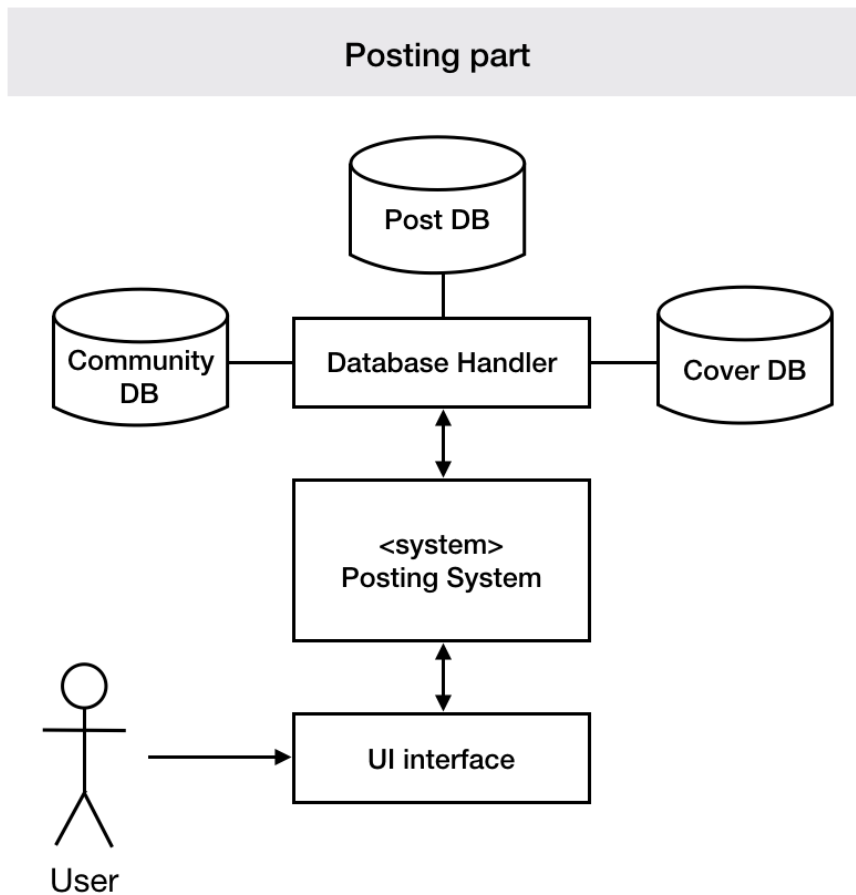 Posting part
Post DB
Community
DB
Database Handler
Cover DB
<system>
Posting System
UI interface
User